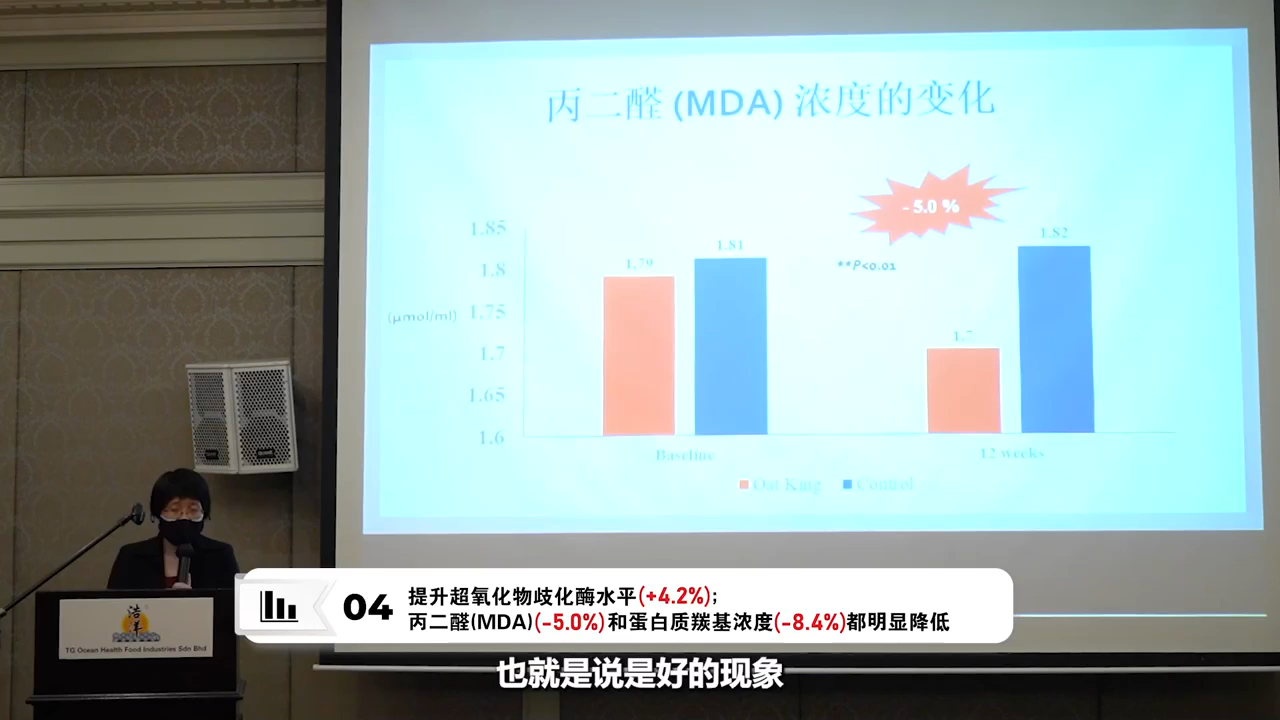 丙二醛 (MDA) 浓度的变化
- 5.0 %
1.85
1.8
1.75
1.7
1.65
1.6
(µmol/ml)
1.79
1.81
**P<0.01
1.7
1.82
Baseline
12 weeks
Oat King
Control
浩洋
TG Ocean Health Food Industries Sdn Bhd
04
提升超氧化物歧化酶水平(+4.2%);
丙二醛(MDA)(-5.0%)和蛋白质羰基浓度(-8.4%)都明显降低
也就是说是好的现象